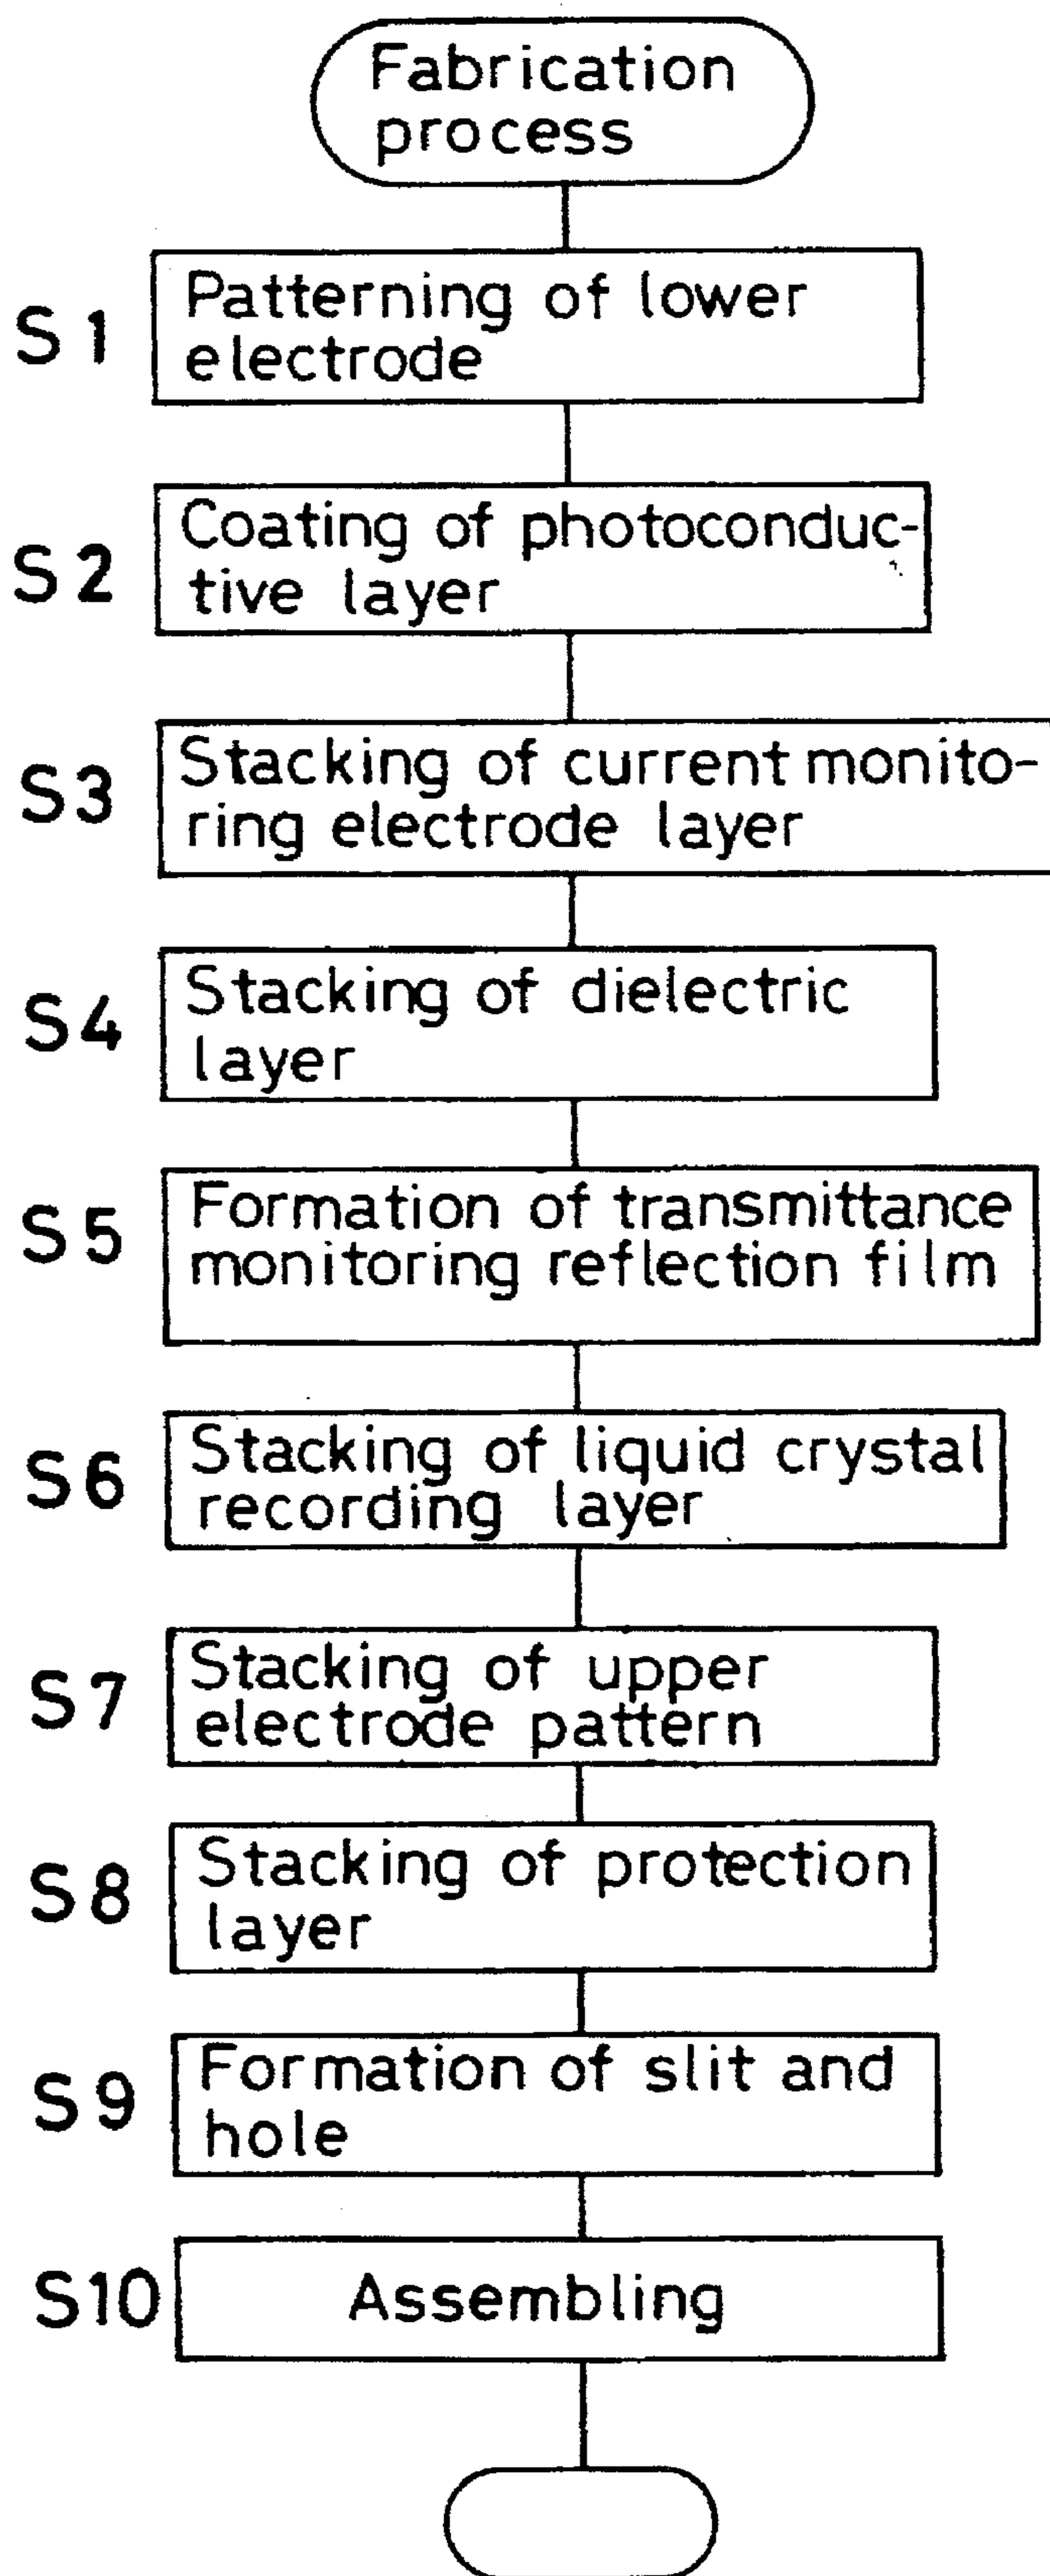 Fabrication
process
S1
Patterning of lower
electrode
S2
Coating of photoconduc-
tive layer
S3
Stacking of current monito-
ring electrode layer
S4
Stacking of dielectric
layer
S5
Formation of transmittance
monitoring reflection film
S6
Stacking of liquid crystal
recording layer
S7
Stacking of upper
electrode pattern
S8
Stacking of protection
layer
S9
Formation of slit and
hole
S10
Assembling